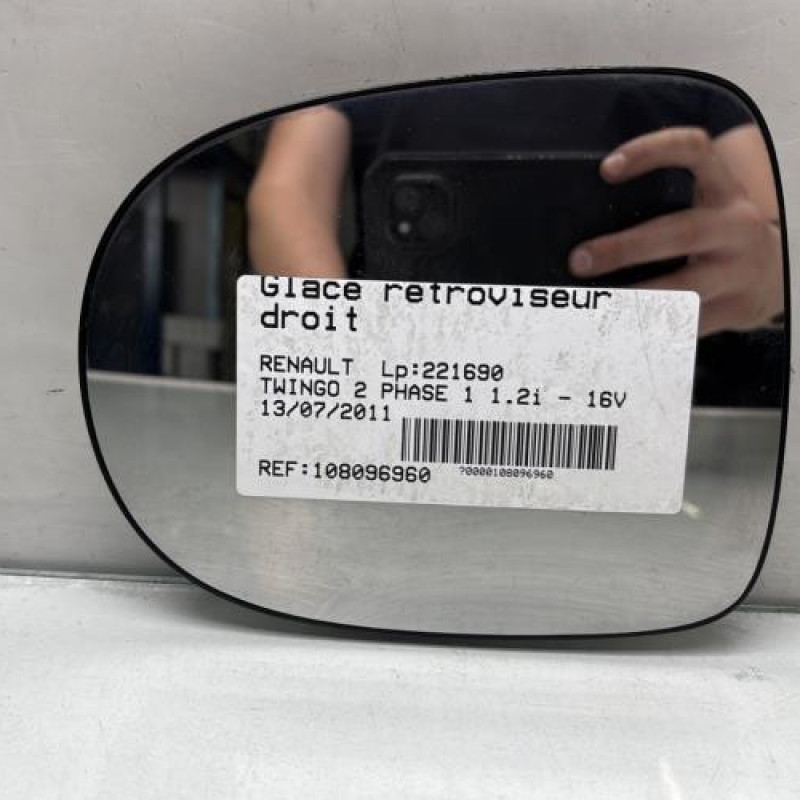 Glace retroviseur
droit
RENAULT Lp:221690
TWINGO 2 PHASE 1 1.2i - 16V
13/07/2011
REF:108096960
?0000108096960